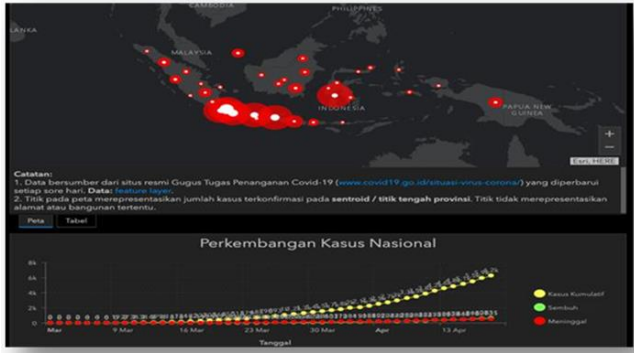 CAMBODIA
PHILIPPINES
LANKA
MALAYSIA
INDONESIA
PAPUA NEW
GUINEA
+
−
Esri, HERE
Catatan:
1. Data bersumber dari situs resmi Gugus Tugas Penanganan Covid-19 (www.covid19.go.id/situasi-virus-corona/) yang diperbarui
setiap sore hari. Data: feature layer.
2. Titik pada peta merepresentasikan jumlah kasus terkonfirmasi pada sentroid / titik tengah provinsi. Titik tidak merepresentasikan
alamat atau bangunan tertentu.
Peta Tabel
Perkembangan Kasus Nasional
8k
6k
4k
2k
0
Kasus Kumulatif
Sembuh
Meninggal
Mar 9 Mar 16 Mar 23 Mar 30 Mar Apr 13 Apr
Tanggal